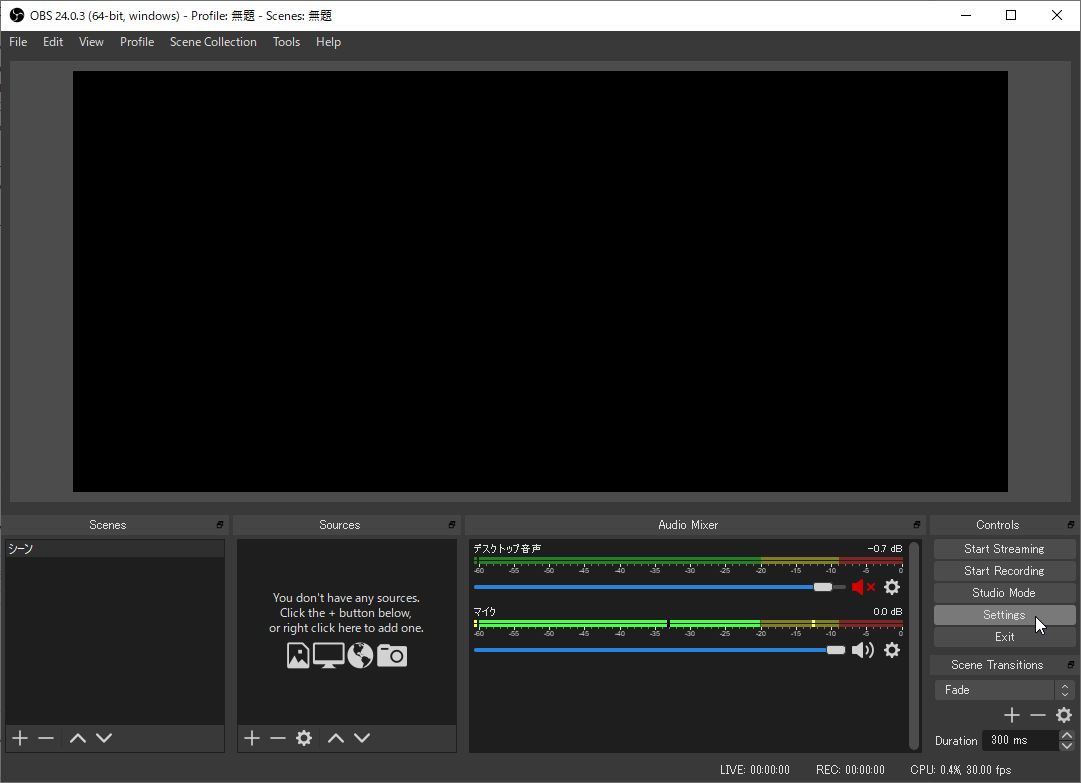 OBS 24.0.3 (64-bit, windows) - Profile: 無題 - Scenes: 無題
File Edit View Profile Scene Collection Tools Help
Scenes
シーン
Sources
You don't have any sources.
Click the + button below,
or right click here to add one.
Audio Mixer
デスクトップ音声 -0.7 dB
-60 -55 -50 -45 -40 -35 -30 -25 -20 -15 -10 -5 0
マイク 0.0 dB
-60 -55 -50 -45 -40 -35 -30 -25 -20 -15 -10 -5 0
Controls
Start Streaming
Start Recording
Studio Mode
Settings
Exit
Scene Transitions
Fade
Duration 300 ms
LIVE: 00:00:00 REC: 00:00:00 CPU: 0.4%, 30.00 fps